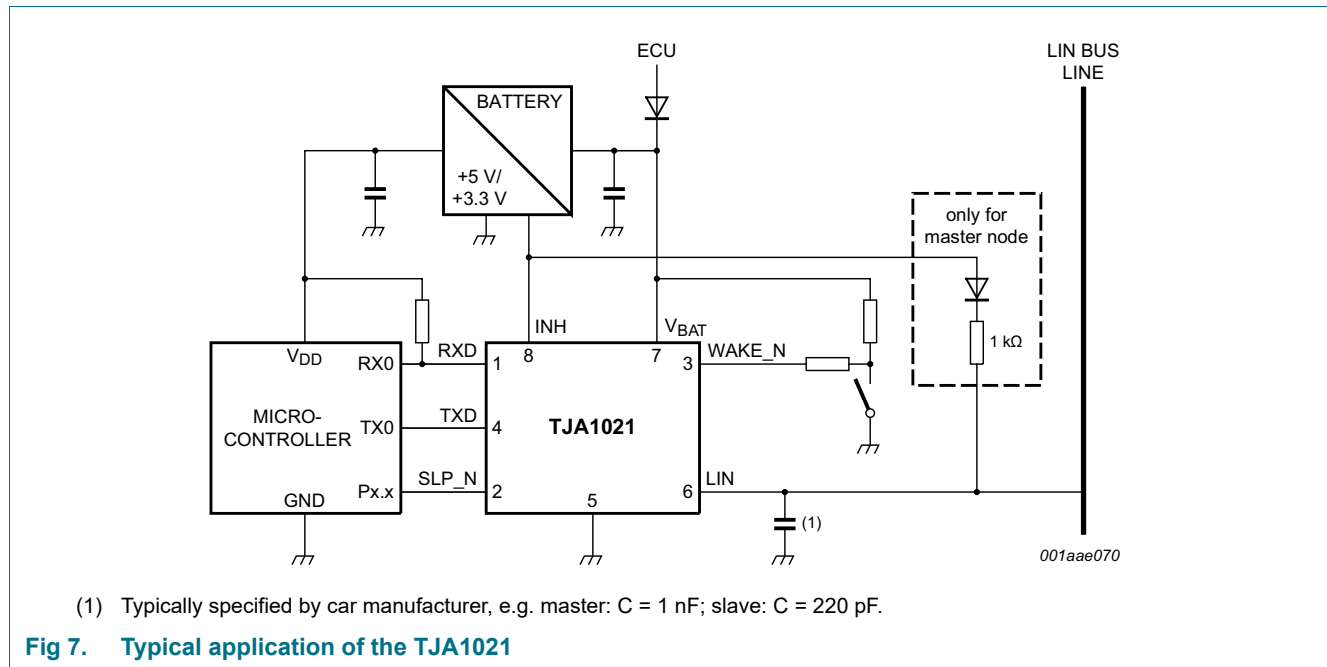 ECU
LIN BUS
LINE
BATTERY
+5 V/
+3.3 V
only for
master node
1 kΩ
INH
VBAT
8
7
VDD
RX0
RXD
1
3
WAKE_N
MICRO-
CONTROLLER
TX0
TXD
4
TJA1021
Px.x
SLP_N
2
6
LIN
GND
5
(1)
001aae070
(1) Typically specified by car manufacturer, e.g. master: C = 1 nF; slave: C = 220 pF.
Fig 7. Typical application of the TJA1021